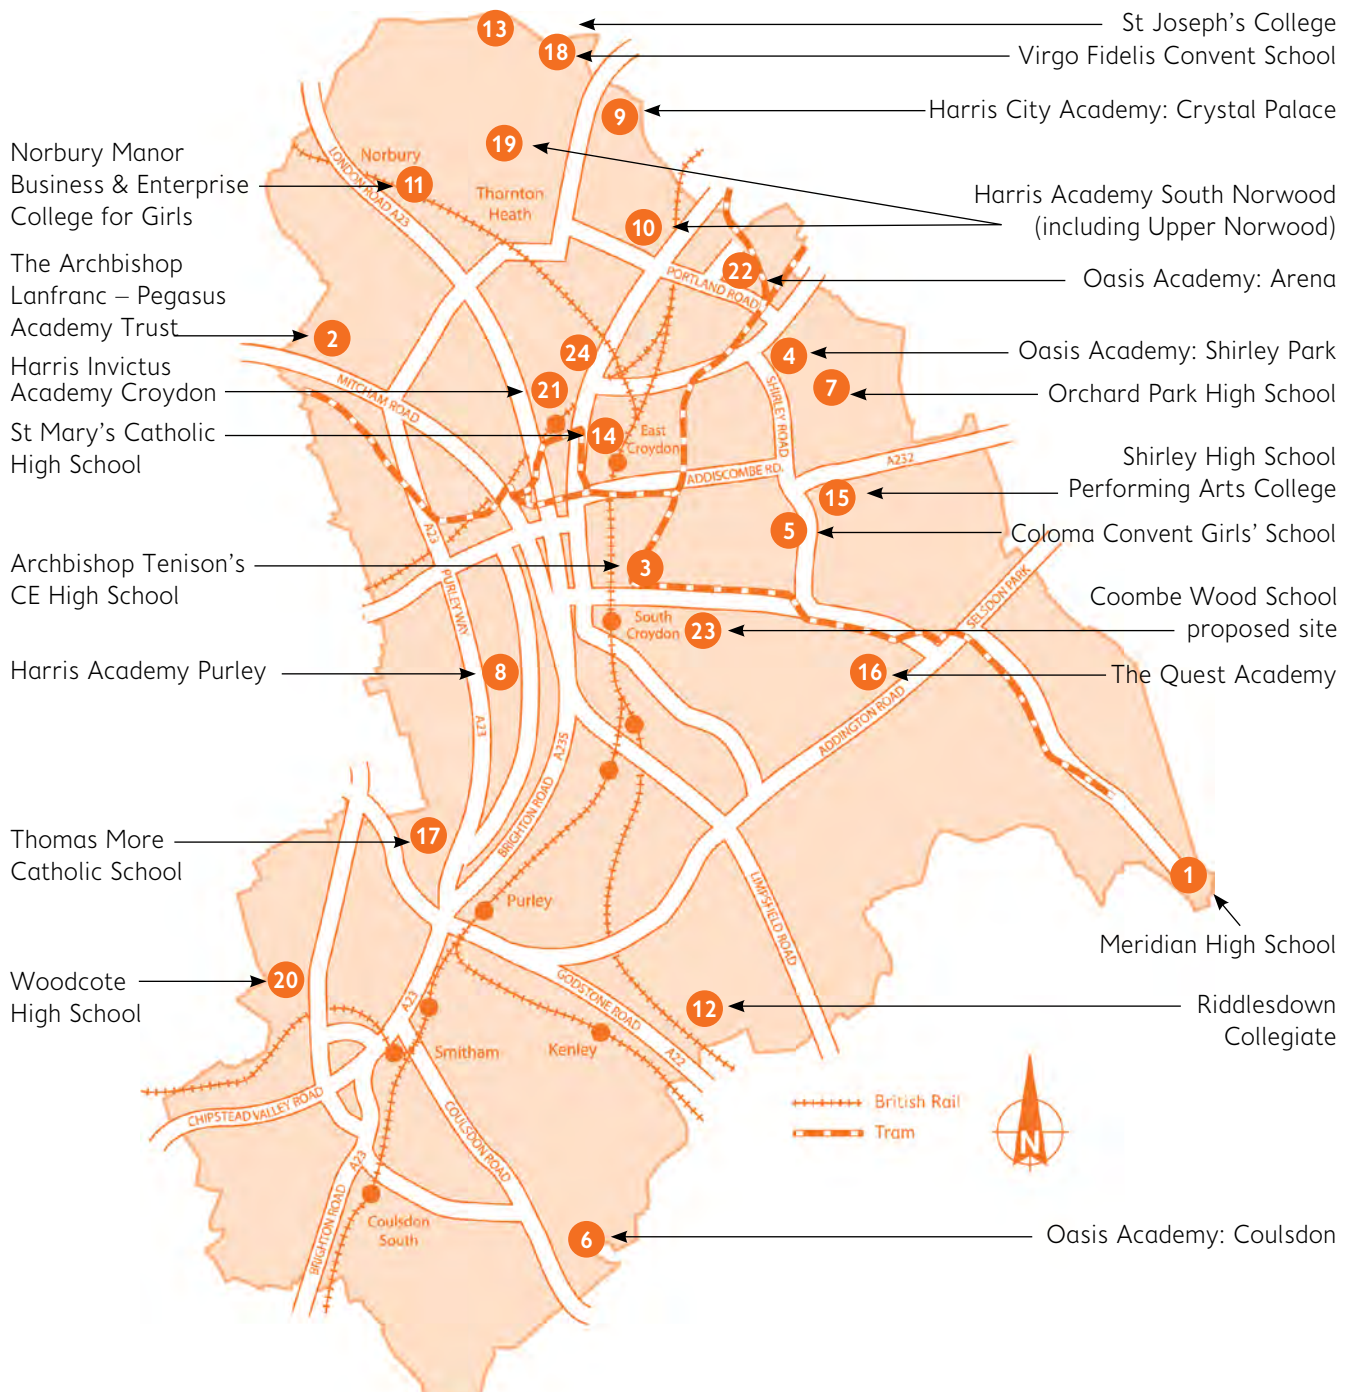 St Joseph's College
Virgo Fidelis Convent School
Harris City Academy: Crystal Palace
Harris Academy South Norwood
(including Upper Norwood)
Oasis Academy: Arena
Oasis Academy: Shirley Park
Orchard Park High School
Shirley High School
Performing Arts College
Coloma Convent Girls' School
Coombe Wood School
proposed site
The Quest Academy
Meridian High School
Riddlesdown
Collegiate
Oasis Academy: Coulsdon
Norbury Manor
Business & Enterprise
College for Girls
The Archbishop
Lanfranc – Pegasus
Academy Trust
Harris Invictus
Academy Croydon
St Mary's Catholic
High School
Archbishop Tenison's
CE High School
Harris Academy Purley
Thomas More
Catholic School
Woodcote
High School
13
18
9
19
11
10
22
2
24
4
7
21
14
15
5
3
23
16
8
17
1
20
12
6
Norbury
Tharnton
Heath
LONDON ROAD A23
PORTLAND ROAD
MITCHAM ROAD
SHIRLEY ROAD
East
Croydon
ADDISCOMBE RD.
A232
A23
PURLEY WAY
A23
SELSDON PARK
South
Croydon
ADDINGTON ROAD
BRIGHTON ROAD
A235
LIMPSFIELD ROAD
Purley
GODSTONE ROAD
A22
A23
Smitham
Kenley
CHIPSTEAD VALLEY ROAD
COULSDON ROAD
BRIGHTON ROAD
A23
Coulsdon
South
British Rail
Tram
N